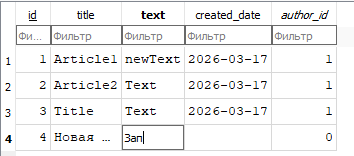 id title text created_date author_id
Фи... Фильтр Фильтр Фильтр Фильтр
1 1 Article1 newText 2026-03-17 1
2 2 Article2 Text 2026-03-17 1
3 3 Title Text 2026-03-17 1
4 4 Новая ... Зап 0